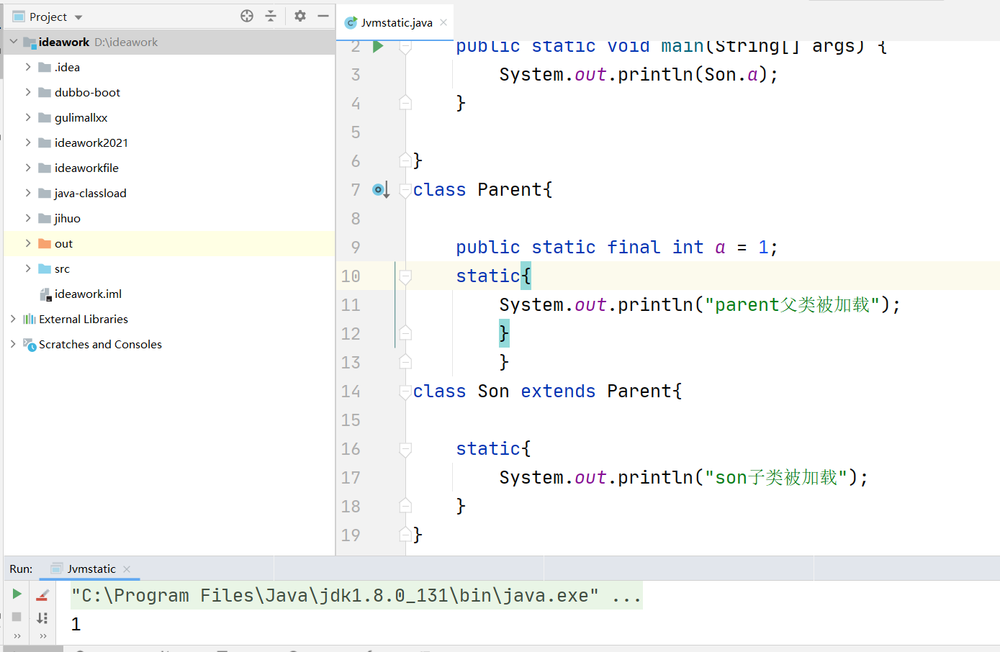 Project
Jvmstatic.java
ideawork D:\ideawork
.idea
dubbo-boot
gulimallxx
ideawork2021
ideaworkfile
java-classload
jihuo
out
src
ideawork.iml
External Libraries
Scratches and Consoles
2 public static void main(String[] args) {
3 System.out.println(Son.a);
4 }
5
6 }
7 class Parent{
8
9 public static final int a = 1;
10 static{
11 System.out.println("parent父类被加载");
12 }
13 }
14 class Son extends Parent{
15
16 static{
17 System.out.println("son子类被加载");
18 }
19 }
Run: Jvmstatic
"C:\Program Files\Java\jdk1.8.0_131\bin\java.exe" ...
1